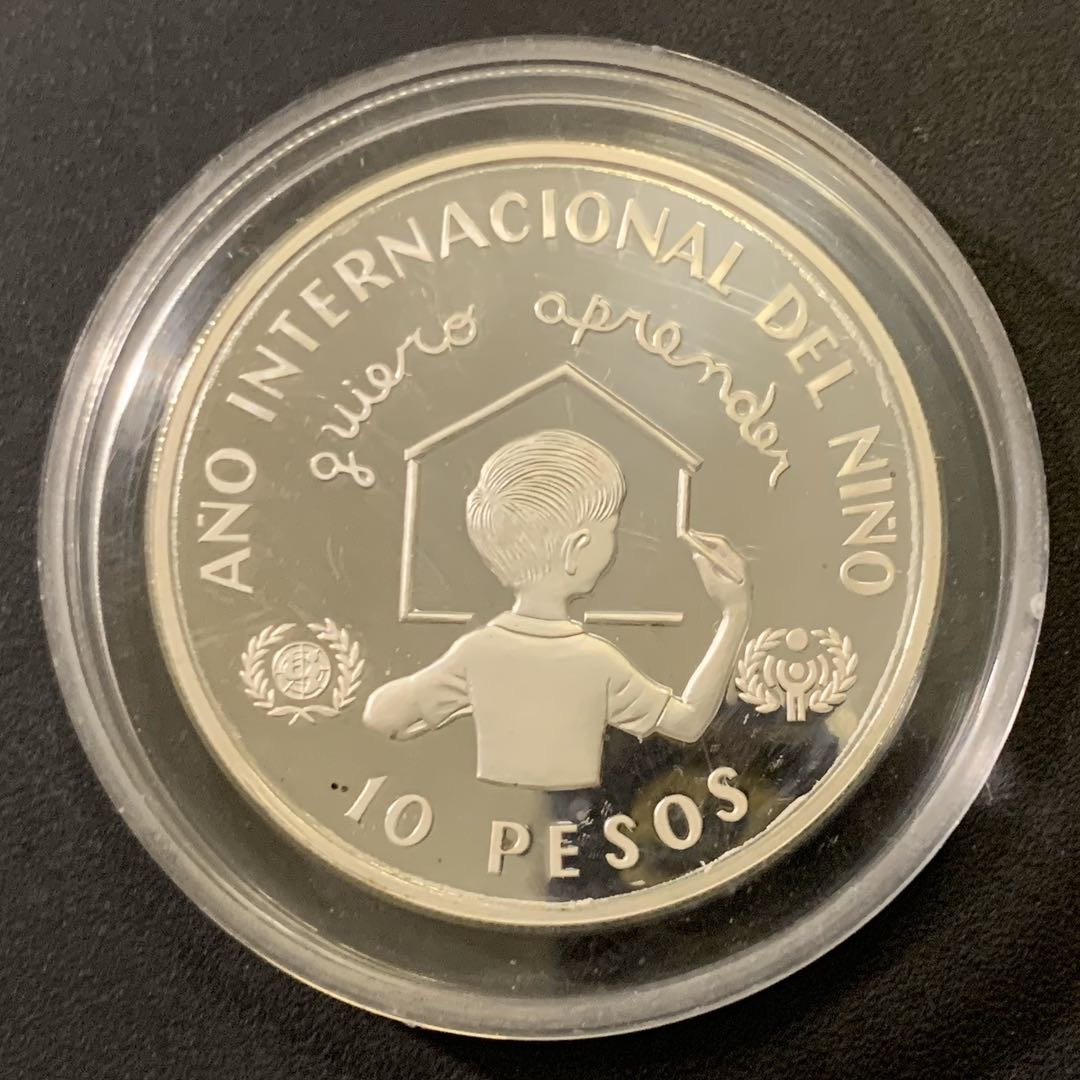 AÑO INTERNACIONAL DEL NIÑO
quiero aprender
10 PESOS